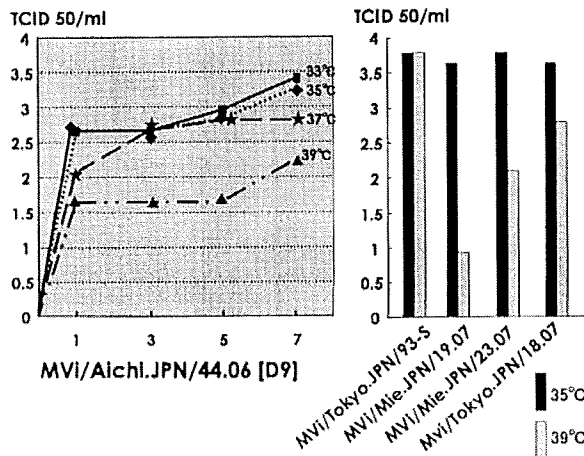 TCID 50/ml
4
3.5
3
2.5
2
1.5
1
0.5
0
33°C
35°C
37°C
39°C
1
3
5
7
MVi/Aichi.JPN/44.06 [D9]
TCID 50/ml
4
3.5
3
2.5
2
1.5
1
0.5
0
MVi/Tokyo.JPN/93-S
MVi/Mie.JPN/19.07
MVi/Mie.JPN/23.07
MVi/Tokyo.JPN/18.07
35°C
39°C